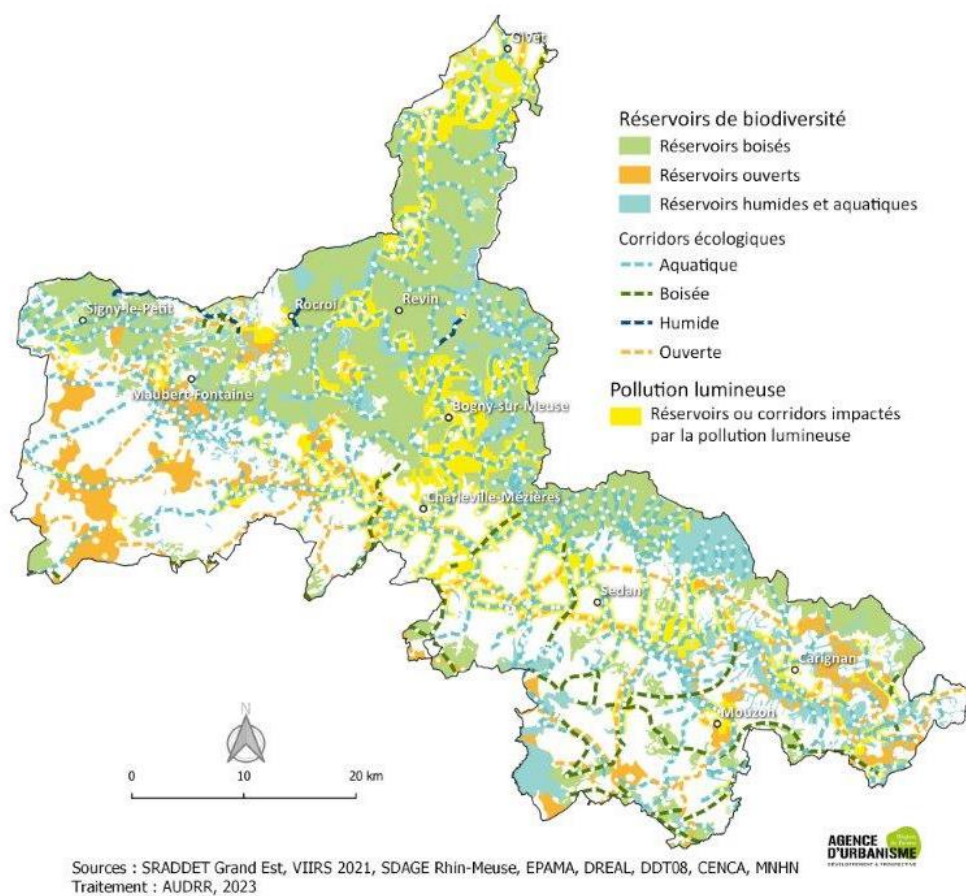 Givet
Réservoirs de biodiversité
Réservoirs boisés
Réservoirs ouverts
Réservoirs humides et aquatiques
Corridors écologiques
Aquatique
Boisée
Humide
Ouverte
Pollution lumineuse
Réservoirs ou corridors impactés
par la pollution lumineuse
Signy-le-Petit
Rocroi
Revin
Maubert-Fontaine
Bogny-sur-Meuse
Charleville-Mézières
Sedan
Carignan
Mouzon
N
0 10 20 km
AGENCE
D'URBANISME
Sources : SRADDET Grand Est, VIIRS 2021, SDAGE Rhin-Meuse, EPAMA, DREAL, DDT08, CENCA, MNHN
Traitement : AUDRR, 2023